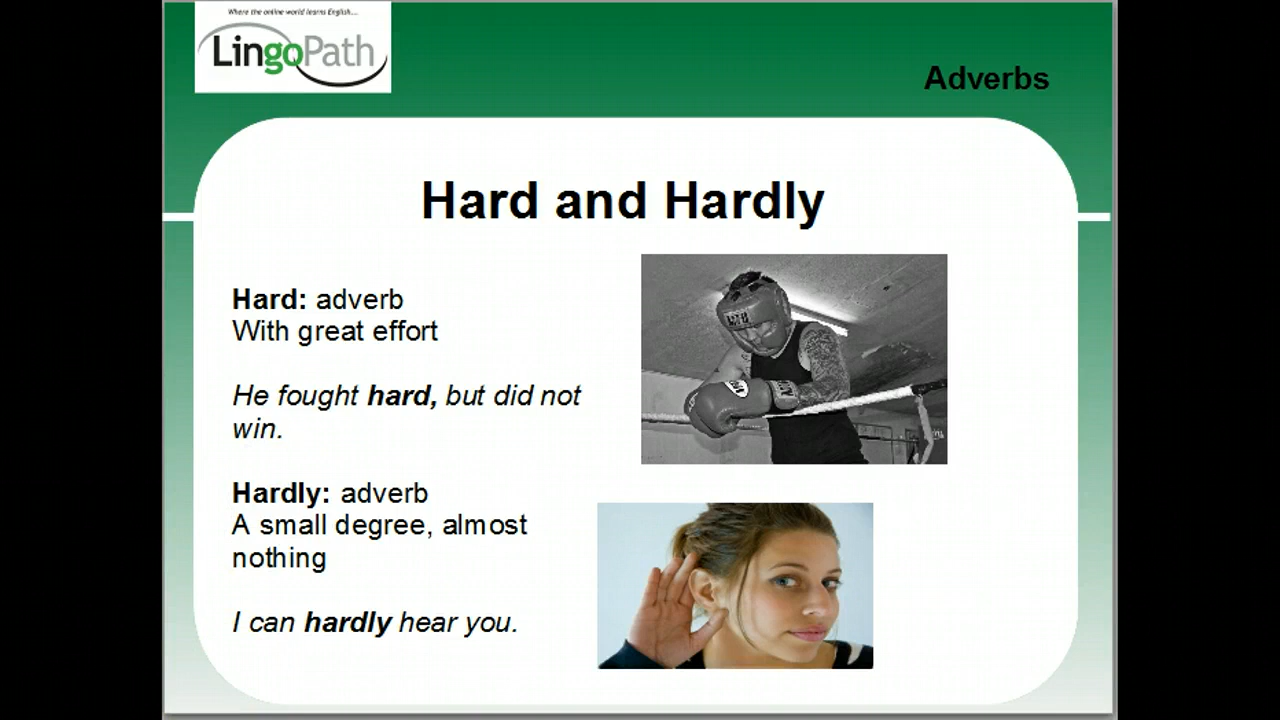 Where the online world learns English....
LingoPath
Adverbs
Hard and Hardly
Hard: adverb
With great effort
He fought hard, but did not
win.
Hardly: adverb
A small degree, almost
nothing
I can hardly hear you.